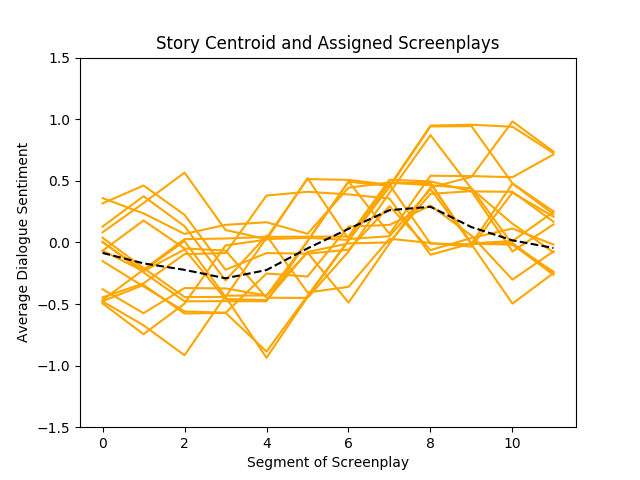 Story Centroid and Assigned Screenplays
1.5
1.0
0.5
0.0
−0.5
−1.0
−1.5
Average Dialogue Sentiment
0 2 4 6 8 10
Segment of Screenplay